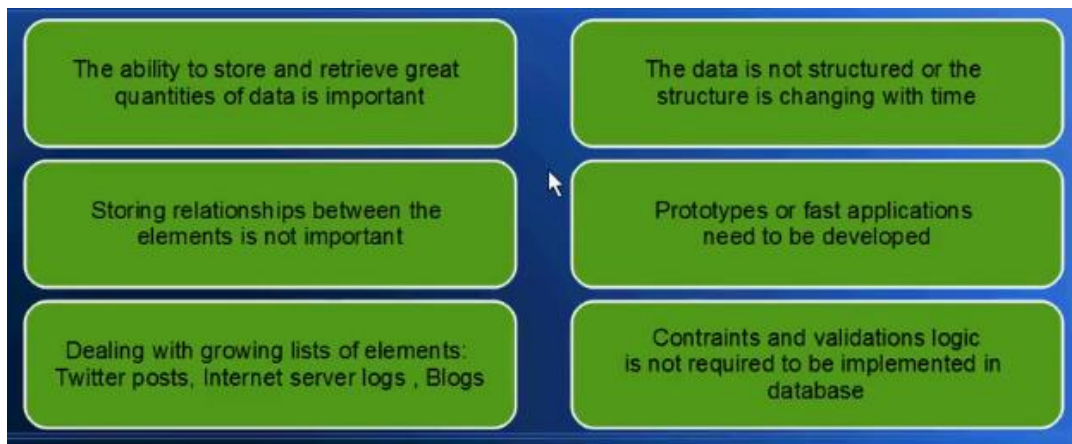 The ability to store and retrieve great
quantities of data is important
The data is not structured or the
structure is changing with time
Storing relationships between the
elements is not important
Prototypes or fast applications
need to be developed
Dealing with growing lists of elements:
Twitter posts, Internet server logs , Blogs
Contraints and validations logic
is not required to be implemented in
database